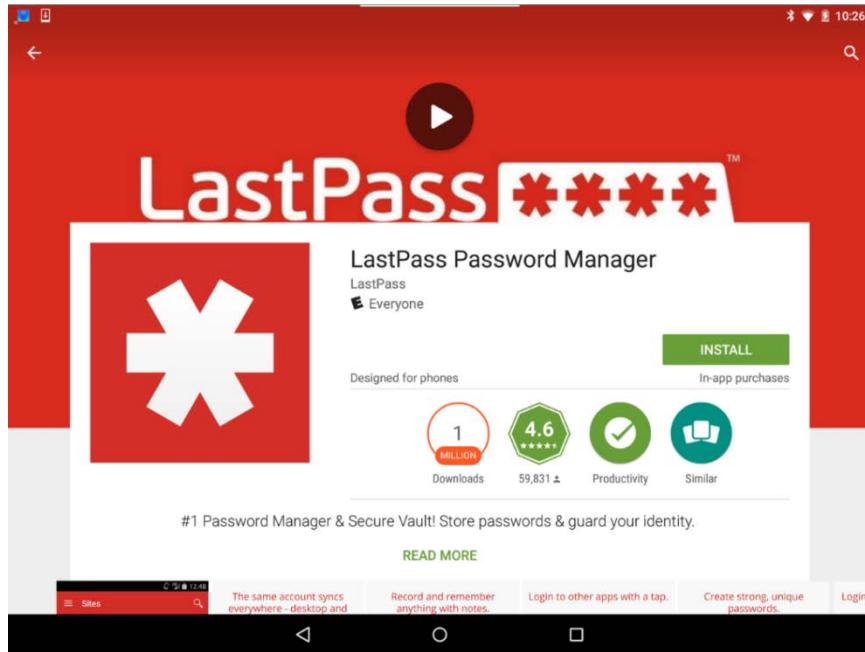 10:26
LastPass ****
TM
LastPass Password Manager
LastPass
E Everyone
INSTALL
Designed for phones
In-app purchases
1
MILLION
Downloads
4.6
59,831
Productivity
Similar
#1 Password Manager & Secure Vault! Store passwords & guard your identity.
READ MORE
12:48
Sites
The same account syncs
everywhere - desktop and
Record and remember
anything with notes.
Login to other apps with a tap.
Create strong, unique
passwords.
Login